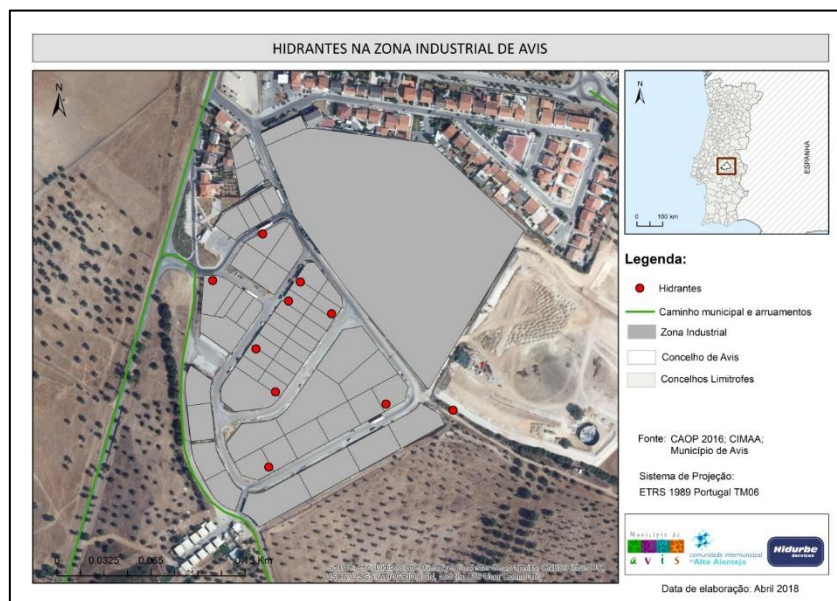 HIDRANTES NA ZONA INDUSTRIAL DE AVIS
N
0 0.0325 0.065 0.13 Km
N
ESPANHA
0 100 km
Legenda:
Hidrantes
Caminho municipal e arruamentos
Zona Industrial
Concelho de Avis
Concelhos Limitrofes
Fonte: CAOP 2016; CIMAA;
Município de Avis
Sistema de Projeção:
ETRS 1989 Portugal TM06
Município de
avis
comunidade intermunicipal
do Alto Alentejo
Hidurbe
Serviços
Data de elaboração: Abril 2018